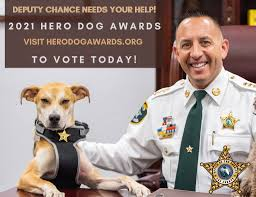 DEPUTY CHANCE NEEDS YOUR HELP!
2021 HERO DOG AWARDS
VISIT HERODOGAWARDS.ORG
TO VOTE TODAY!